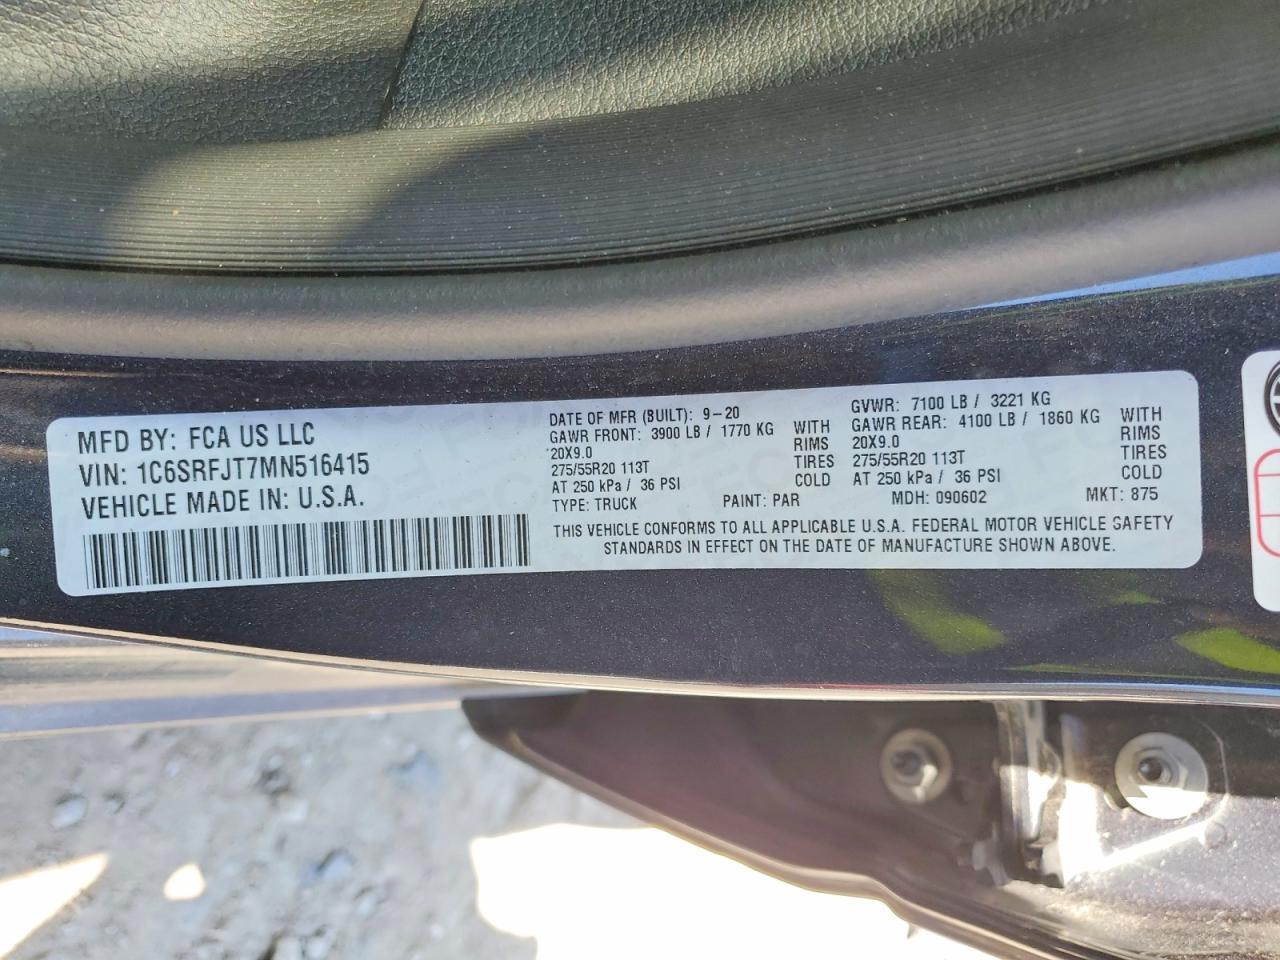 MFD BY: FCA US LLC
VIN: 1C6SRFJT7MN516415
VEHICLE MADE IN: U.S.A.
DATE OF MFR (BUILT): 9-20
GAWR FRONT: 3900 LB / 1770 KG WITH
20X9.0 RIMS
275/55R20 113T TIRES
AT 250 kPa / 36 PSI COLD
GVWR: 7100 LB / 3221 KG
GAWR REAR: 4100 LB / 1860 KG WITH
20X9.0 RIMS
275/55R20 113T TIRES
AT 250 kPa / 36 PSI COLD
TYPE: TRUCK PAINT: PAR MDH: 090602 MKT: 875
THIS VEHICLE CONFORMS TO ALL APPLICABLE U.S.A. FEDERAL MOTOR VEHICLE SAFETY
STANDARDS IN EFFECT ON THE DATE OF MANUFACTURE SHOWN ABOVE.